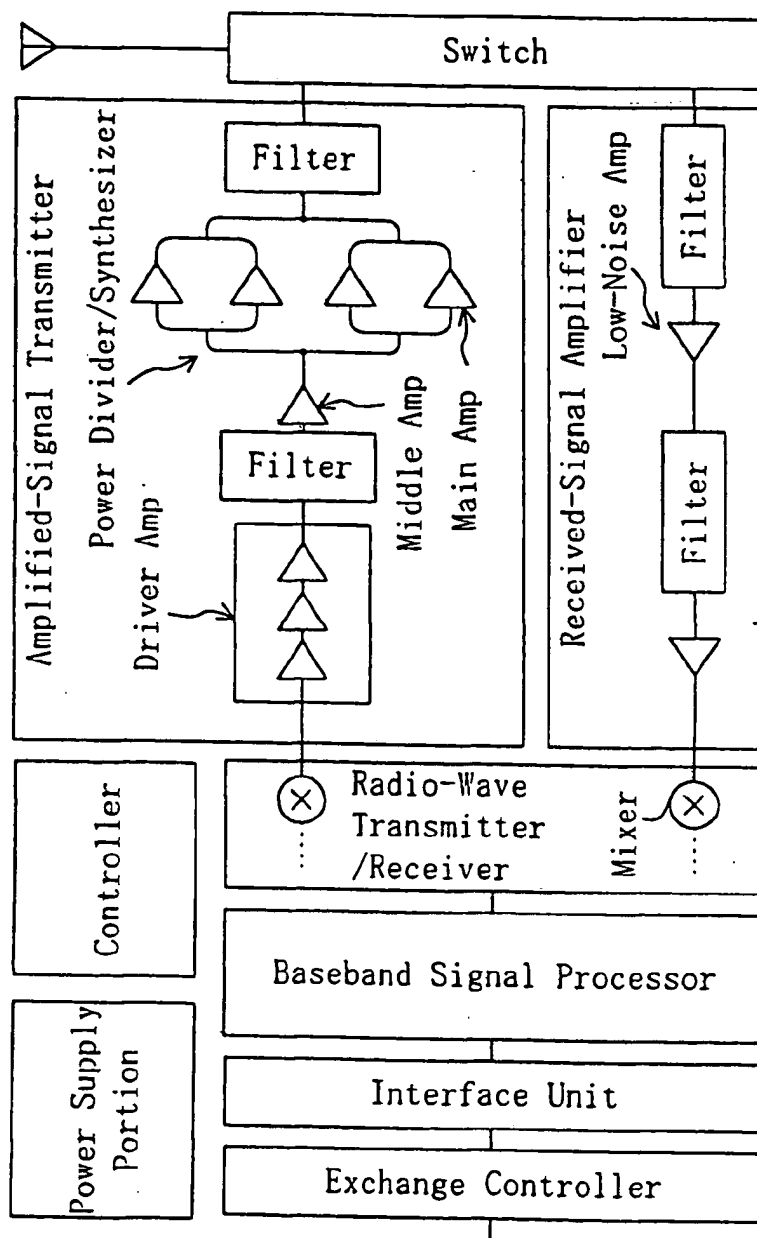 Switch
Amplified-Signal Transmitter
Power Divider/Synthesizer
Driver Amp
Filter
Filter
Middle Amp
Main Amp
Received-Signal Amplifier
Low-Noise Amp
Filter
Filter
Controller
Radio-Wave
Transmitter
/Receiver
Mixer
Baseband Signal Processor
Power Supply
Portion
Interface Unit
Exchange Controller